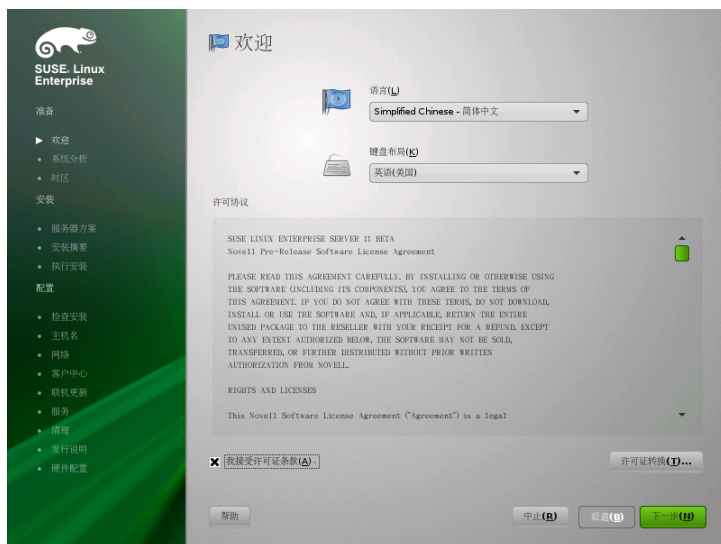 SUSE. Linux
Enterprise
准备
欢迎
系统分析
时区
安装
服务器方案
安装摘要
执行安装
配置
检查安装
主机名
网络
客户中心
联机更新
服务
清理
发行说明
硬件配置
欢迎
语言(L)
Simplified Chinese - 简体中文
键盘布局(K)
英语(美国)
许可协议
SUSE LINUX ENTERPRISE SERVER 11 BETA
Novell Pre-Release Software License Agreement
PLEASE READ THIS AGREEMENT CAREFULLY. BY INSTALLING OR OTHERWISE USING
THE SOFTWARE (INCLUDING ITS COMPONENTS), YOU AGREE TO THE TERMS OF
THIS AGREEMENT. IF YOU DO NOT AGREE WITH THESE TERMS, DO NOT DOWNLOAD,
INSTALL OR USE THE SOFTWARE AND, IF APPLICABLE, RETURN THE ENTIRE
UNUSED PACKAGE TO THE RESELLER WITH YOUR RECEIPT FOR A REFUND. EXCEPT
TO ANY EXTENT AUTHORIZED BELOW, THE SOFTWARE MAY NOT BE SOLD,
TRANSFERRED, OR FURTHER DISTRIBUTED WITHOUT PRIOR WRITTEN
AUTHORIZATION FROM NOVELL.
RIGHTS AND LICENSES
This Novell Software License Agreement ("Agreement") is a legal
我接受许可证条款(A)。
许可证转换(T)...
帮助
中止(R)
后退(B)
下一步(N)